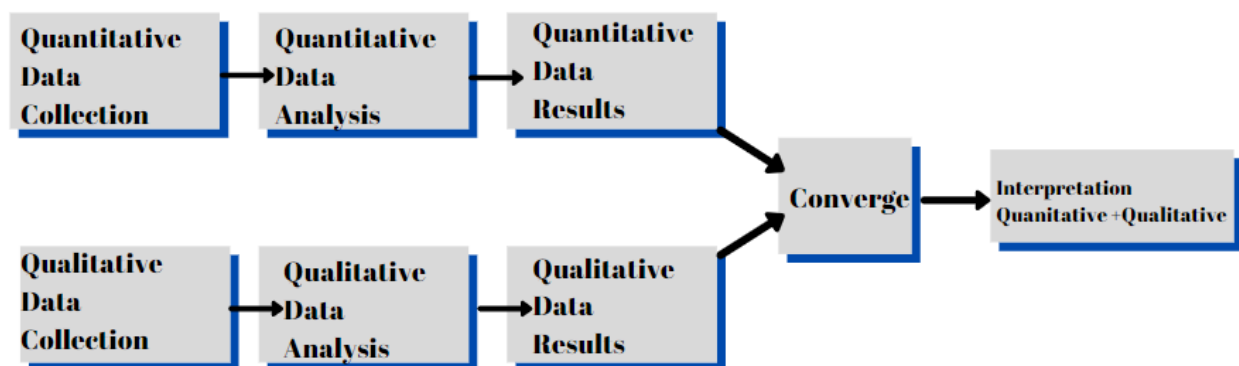 Quantitative
Data
Collection
Quantitative
Data
Analysis
Quantitative
Data
Results
Qualitative
Data
Collection
Qualitative
Data
Analysis
Qualitative
Data
Results
Converge
Interpretation
Quanitative +Qualitative